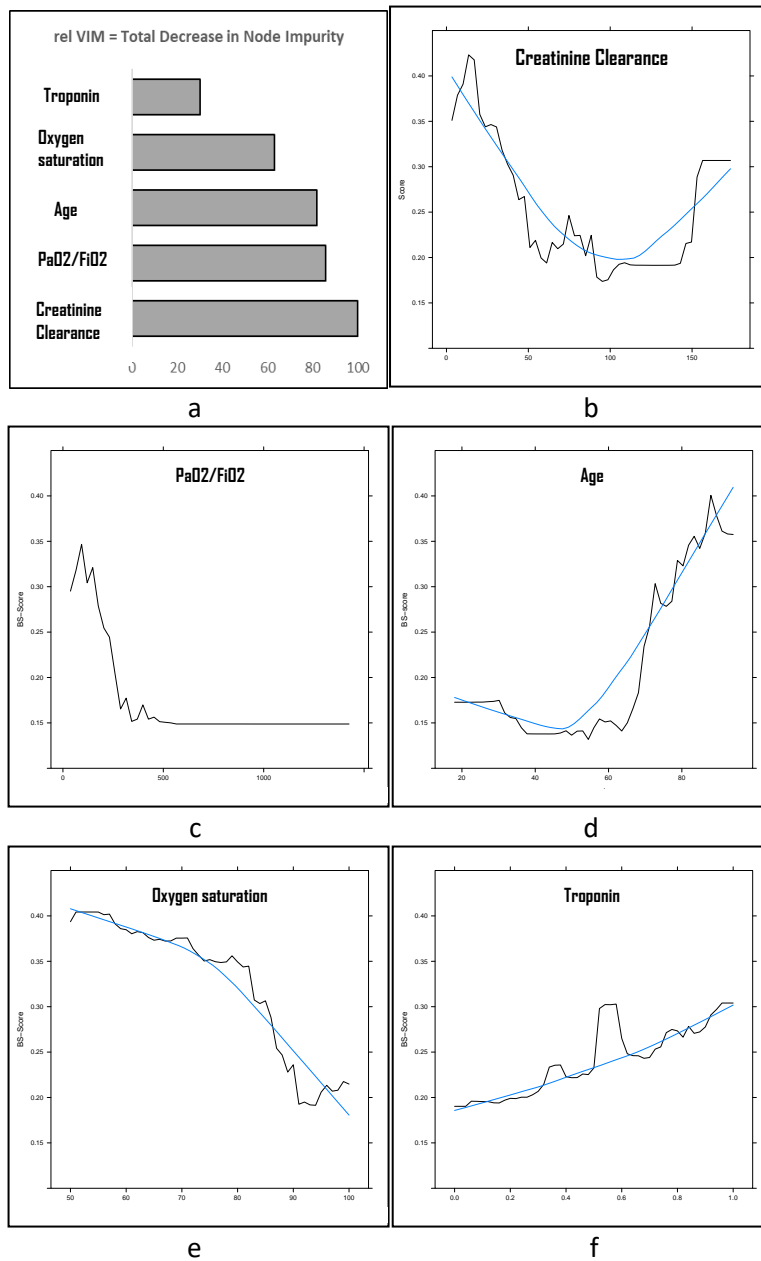 rel VIM = Total Decrease in Node Impurity
Troponin
Oxygen
saturation
Age
PaO2/FiO2
Creatinine
Clearance
0 20 40 60 80 100
a
Creatinine Clearance
Score
0.40
0.35
0.30
0.25
0.20
0.15
0 50 100 150
b
PaO2/FiO2
BS-Score
0.40
0.35
0.30
0.25
0.20
0.15
0 500 1000
c
Age
BS-score
0.40
0.35
0.30
0.25
0.20
0.15
20 40 60 80
d
Oxygen saturation
BS-Score
0.40
0.35
0.30
0.25
0.20
0.15
50 60 70 80 90 100
e
Troponin
BS-Score
0.40
0.35
0.30
0.25
0.20
0.15
0.0 0.2 0.4 0.6 0.8 1.0
f